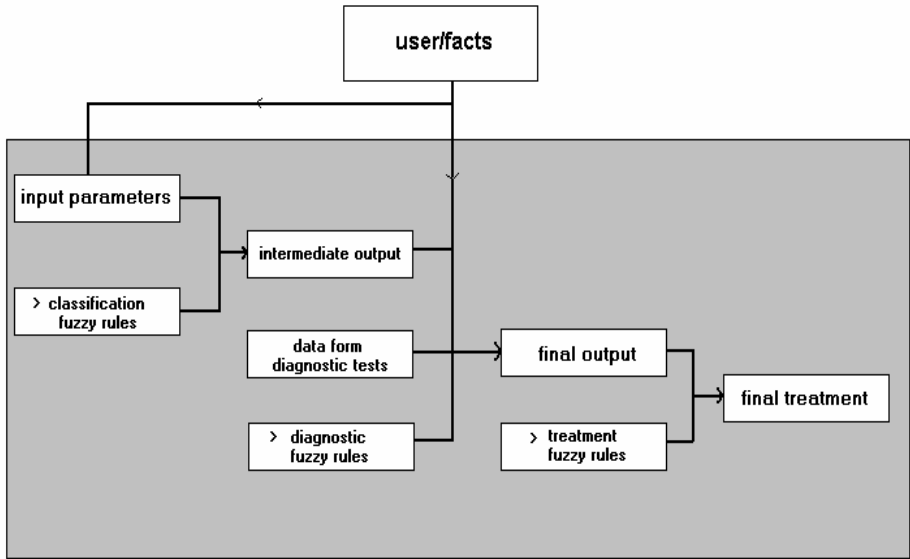 user/facts
input parameters
intermediate output
> classification
fuzzy rules
data form
diagnostic tests
final output
final treatment
> diagnostic
fuzzy rules
> treatment
fuzzy rules